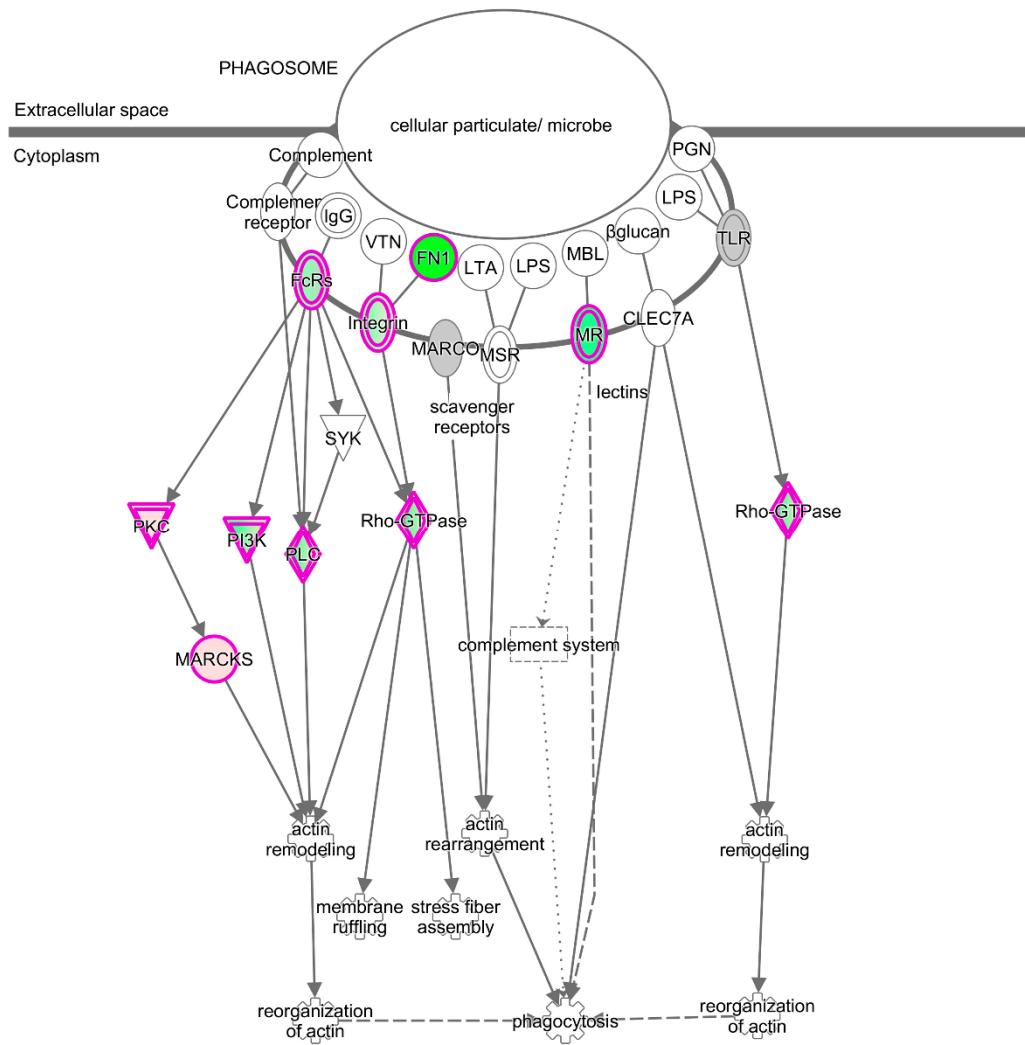 PHAGOSOME
Extracellular space
cellular particulate/ microbe
Cytoplasm
Complement
PGN
Complemer
receptor
IgG
LPS
βglucan
VTN
FN1
MBL
TLR
LTA
LPS
FcRs
Integrin
CLEC7A
MARCO
MSR
MR
lectins
scavenger
receptors
SYK
PKC
Rho-GTPase
Rho-GTPase
PI3K
PLC
complement system
MARCKS
actin
remodeling
actin
rearrangement
actin
remodeling
membrane
ruffling
stress fiber
assembly
reorganization
of actin
phagocytosis
reorganization
of actin